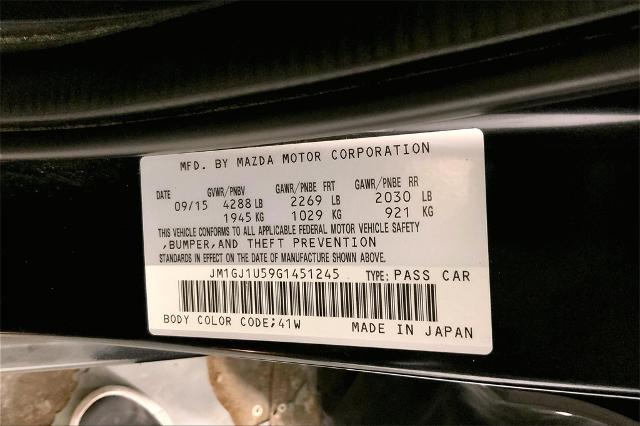 MFD. BY MAZDA MOTOR CORPORATION
DATE GVWR/PNBV GAWR/PNBE FRT GAWR/PNBE RR
09/15 4288 LB 2269 LB 2030 LB
1945 KG 1029 KG 921 KG
THIS VEHICLE CONFORMS TO ALL APPLICABLE FEDERAL MOTOR VEHICLE SAFETY
,BUMPER,AND THEFT PREVENTION
STANDARDS IN EFFECT ON THE DATE OF MANUFACTURE SHOWN ABOVE.
JM1GJ1U59G1451245 TYPE: PASS CAR
BODY COLOR CODE;41W MADE IN JAPAN